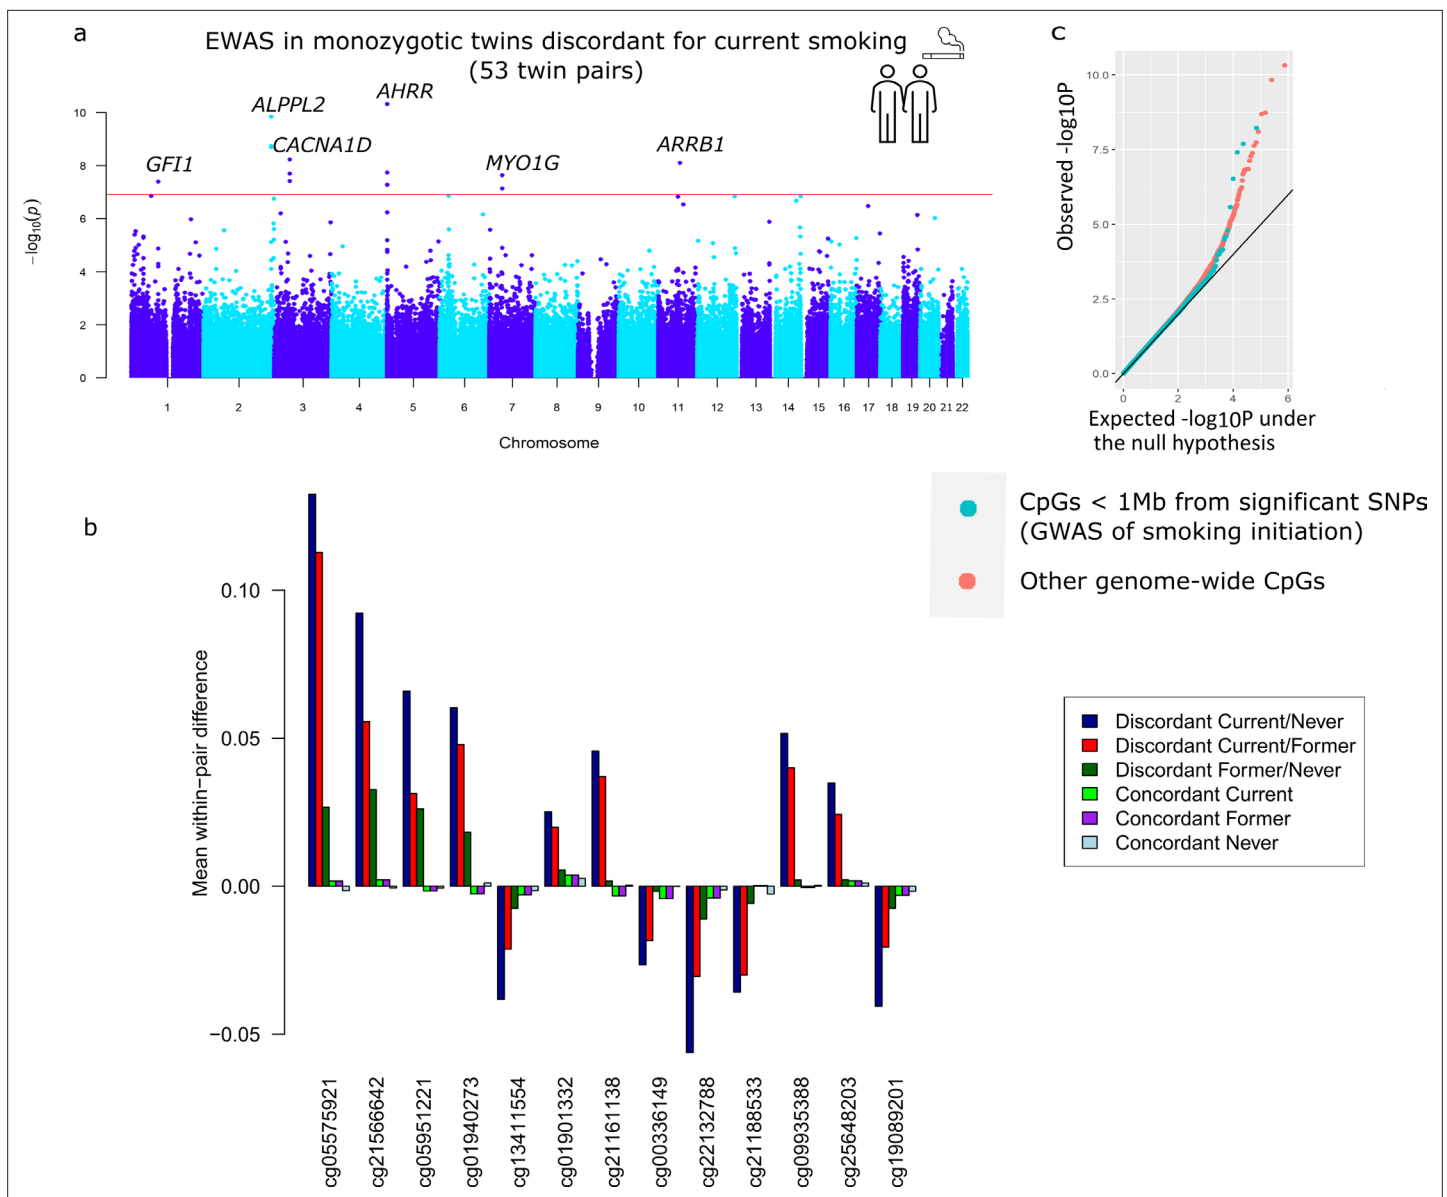 a
EWAS in monozygotic twins discordant for current smoking
(53 twin pairs)
ALPPL2
AHRR
GFI1
CACNA1D
MYO1G
ARRB1
10
8
6
4
2
0
−log10(p)
1 2 3 4 5 6 7 8 9 10 11 12 13 14 15 16 17 18 19 20 21 22
Chromosome
c
10.0
7.5
5.0
2.5
0.0
Observed -log10P
0 2 4 6
Expected -log10P under
the null hypothesis
CpGs < 1Mb from significant SNPs
(GWAS of smoking initiation)
Other genome-wide CpGs
b
0.10
0.05
0.00
−0.05
Mean within−pair difference
cg05575921
cg21566642
cg05951221
cg01940273
cg13411554
cg01901332
cg21161138
cg00336149
cg22132788
cg21188533
cg09935388
cg25648203
cg19089201
Discordant Current/Never
Discordant Current/Former
Discordant Former/Never
Concordant Current
Concordant Former
Concordant Never